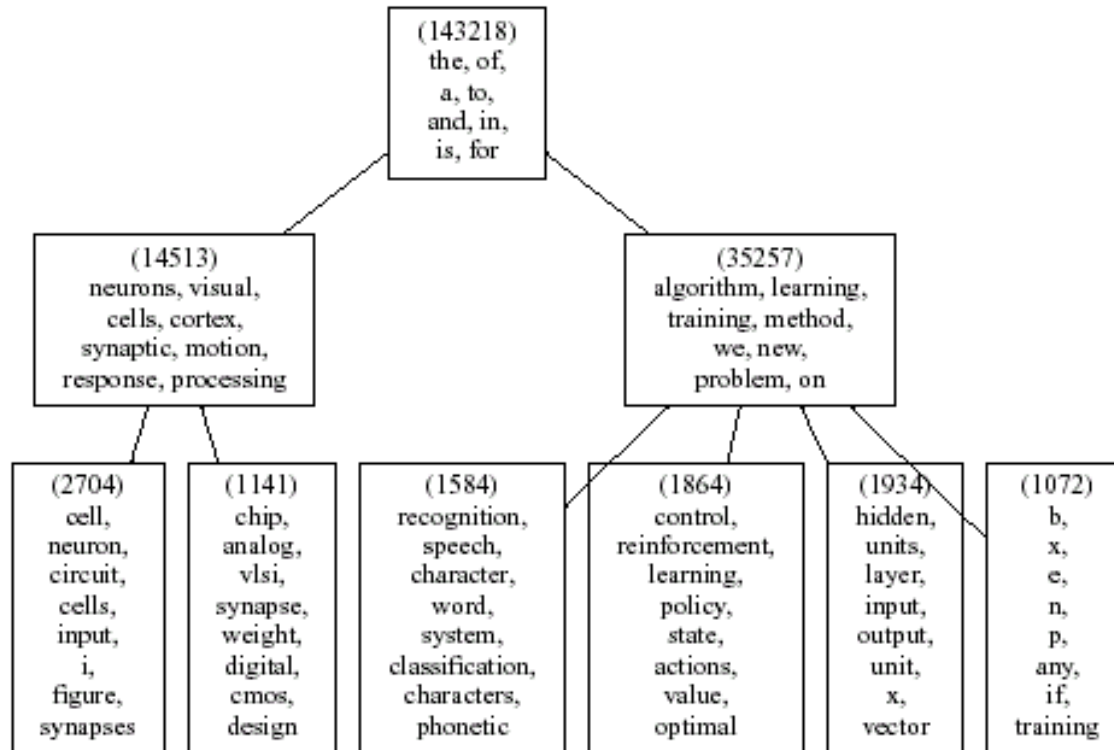 (143218)
the, of,
a, to,
and, in,
is, for
(14513)
neurons, visual,
cells, cortex,
synaptic, motion,
response, processing
(35257)
algorithm, learning,
training, method,
we, new,
problem, on
(2704)
cell,
neuron,
circuit,
cells,
input,
i,
figure,
synapses
(1141)
chip,
analog,
vlsi,
synapse,
weight,
digital,
cmos,
design
(1584)
recognition,
speech,
character,
word,
system,
classification,
characters,
phonetic
(1864)
control,
reinforcement,
learning,
policy,
state,
actions,
value,
optimal
(1934)
hidden,
units,
layer,
input,
output,
unit,
x,
vector
(1072)
b,
x,
e,
n,
p,
any,
if,
training